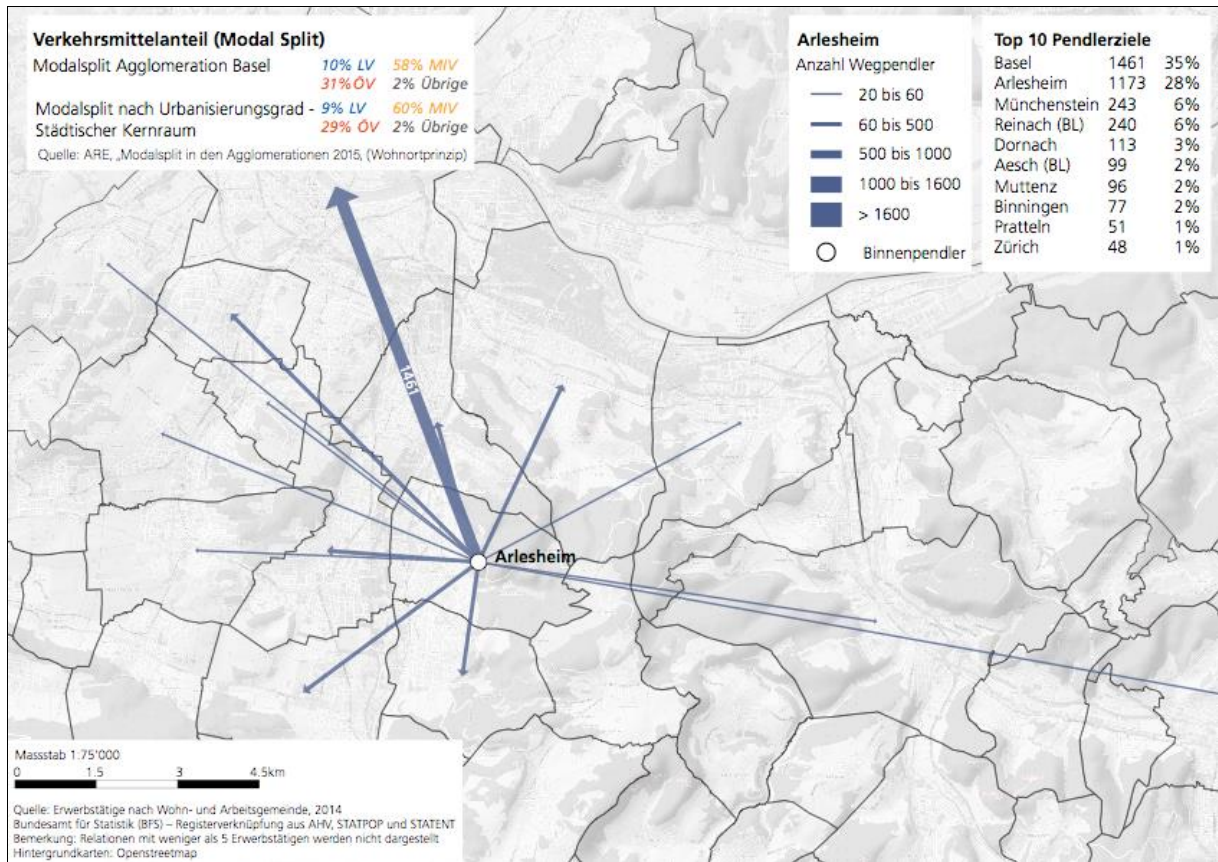 Verkehrsmittelanteil (Modal Split)
Modalsplit Agglomeration Basel 10% LV 58% MIV
31%ÖV 2% Übrige
Modalsplit nach Urbanisierungsgrad - 9% LV 60% MIV
Städtischer Kernraum 29% ÖV 2% Übrige
Quelle: ARE, „Modalsplit in den Agglomerationen 2015, (Wohnortprinzip)
Arlesheim
Anzahl Wegpendler
20 bis 60
60 bis 500
500 bis 1000
1000 bis 1600
> 1600
Binnenpendler
Top 10 Pendlerziele
Basel 1461 35%
Arlesheim 1173 28%
Münchenstein 243 6%
Reinach (BL) 240 6%
Dornach 113 3%
Aesch (BL) 99 2%
Muttenz 96 2%
Binningen 77 2%
Pratteln 51 1%
Zürich 48 1%
1461
Arlesheim
Massstab 1:75'000
0 1.5 3 4.5km
Quelle: Erwerbstätige nach Wohn- und Arbeitsgemeinde, 2014
Bundesamt für Statistik (BFS) – Registerverknüpfung aus AHV, STATPOP und STATENT
Bemerkung: Relationen mit weniger als 5 Erwerbstätigen werden nicht dargestellt
Hintergrundkarten: Openstreetmap